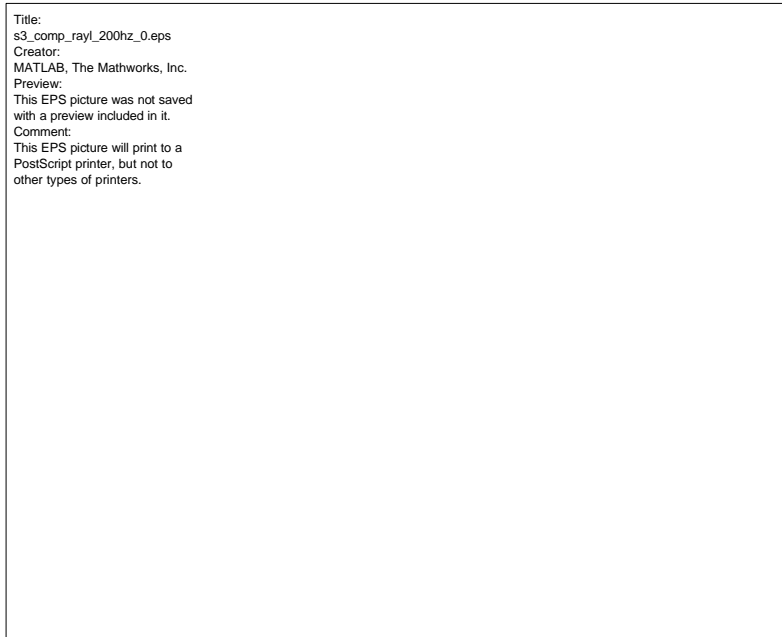 Title:
s3_comp_rayl_200hz_0.eps
Creator:
MATLAB, The Mathworks, Inc.
Preview:
This EPS picture was not saved
with a preview included in it.
Comment:
This EPS picture will print to a
PostScript printer, but not to
other types of printers.